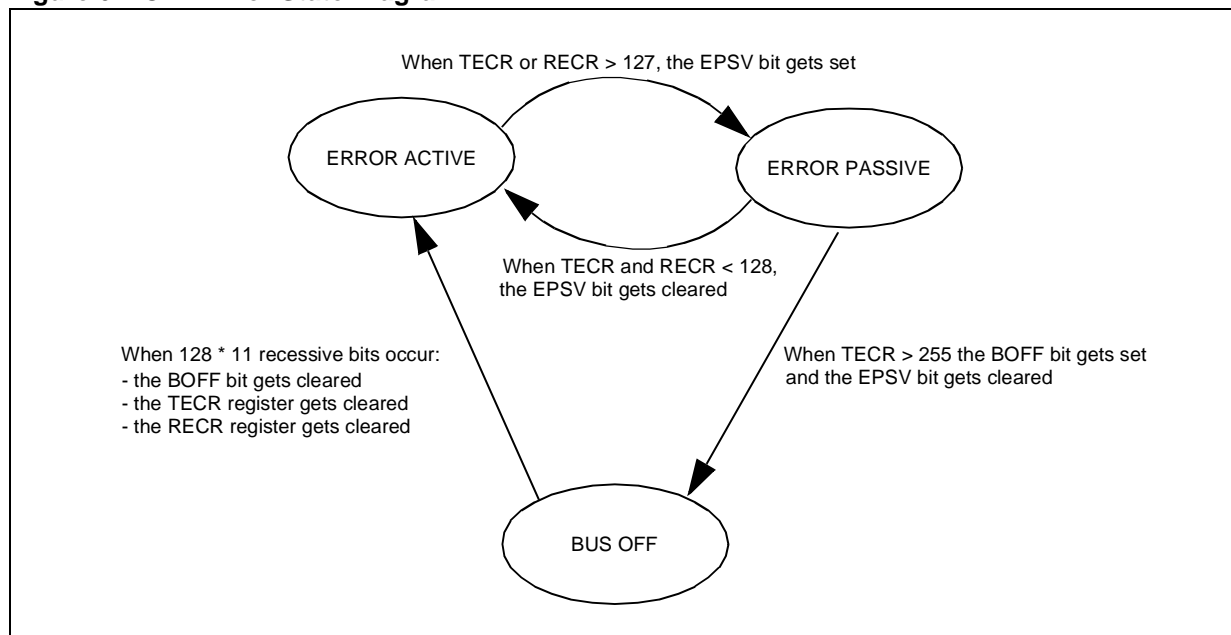 When TECR or RECR > 127, the EPSV bit gets set
ERROR ACTIVE
ERROR PASSIVE
When TECR and RECR < 128,
the EPSV bit gets cleared
When 128 * 11 recessive bits occur:
- the BOFF bit gets cleared
- the TECR register gets cleared
- the RECR register gets cleared
When TECR > 255 the BOFF bit gets set
and the EPSV bit gets cleared
BUS OFF